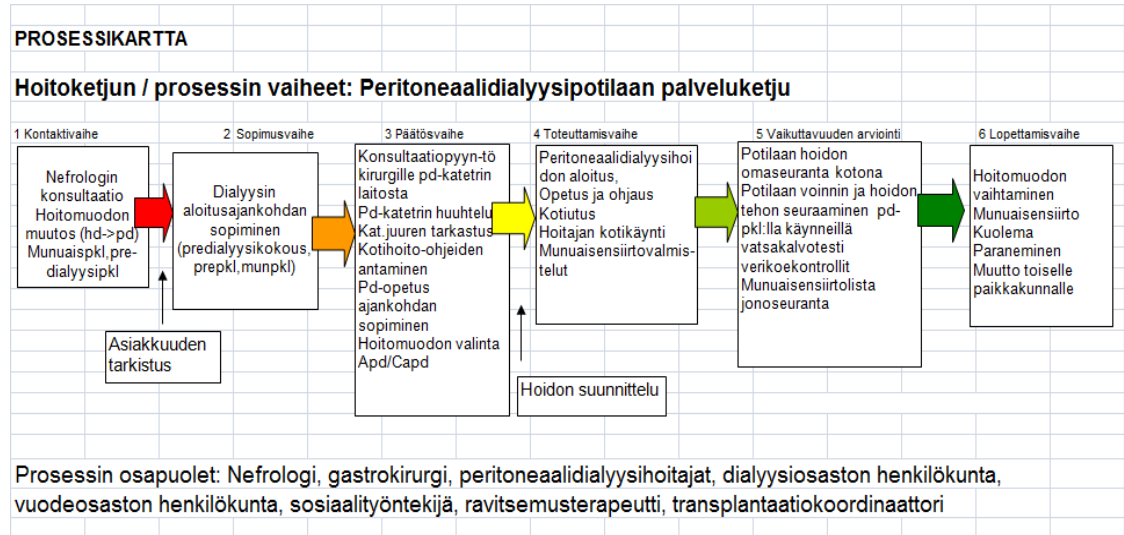 PROSESSIKARTTA
Hoitoketjun / prosessin vaiheet: Peritoneaalidialyysipotilaan palveluketju
1 Kontaktivaihe
Nefrologin
konsultaatio
Hoitomuodon
muutos (hd->pd)
Munuaispkl,pre-
dialyysipkl
Asiakkuuden
tarkistus
2 Sopimusvaihe
Dialyysin
aloitusajankohdan
sopiminen
(predialyysikokous,
prepkl,munpkl)
3 Päätösvaihe
Konsultaatiopyyn-tö
kirurgille pd-katetrin
laitosta
Pd-katetrin huuhtelu
Kat.juuren tarkastus
Kotihoito-ohjeiden
antaminen
Pd-opetus
ajankohdan
sopiminen
Hoitomuodon valinta
Apd/Capd
4 Toteuttamisvaihe
Peritoneaalidialyysihoi
don aloitus,
Opetus ja ohjaus
Kotiutus
Hoitajan kotikäynti
Munuaisensiirtovalmis-
telut
Hoidon suunnittelu
5 Vaikuttavuuden arviointi
Potilaan hoidon
omaseuranta kotona
Potilaan voinnin ja hoidon
tehon seuraaminen pd-
pkl:lla käynneillä
vatsakalvotesti
verikoekontrollit
Munuaisensiirtolista
jonoseuranta
6 Lopettamisvaihe
Hoitomuodon
vaihtaminen
Munuaisensiirto
Kuolema
Paraneminen
Muutto toiselle
paikkakunnalle
Prosessin osapuolet: Nefrologi, gastrokirurgi, peritoneaalidialyysihoitajat, dialyysiosaston henkilökunta,
vuodeosaston henkilökunta, sosiaalityöntekijä, ravitsemusterapeutti, transplantaatiokoordinaattori